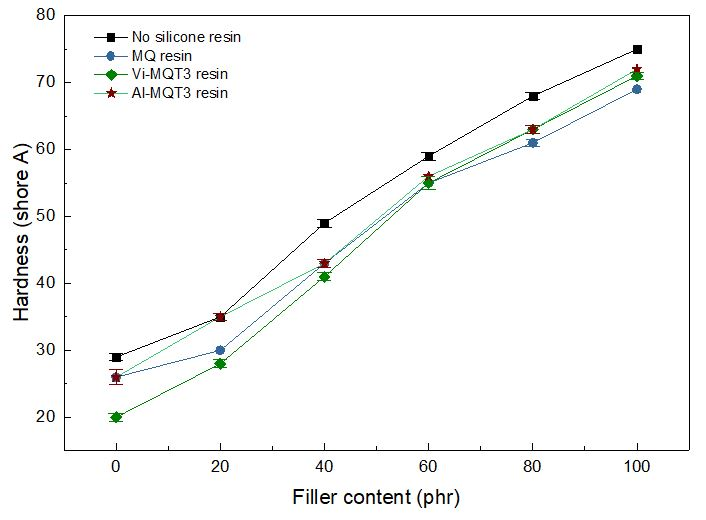 80
70
60
50
40
30
20
Hardness (shore A)
No silicone resin
MQ resin
Vi-MQT3 resin
Al-MQT3 resin
0 20 40 60 80 100
Filler content (phr)